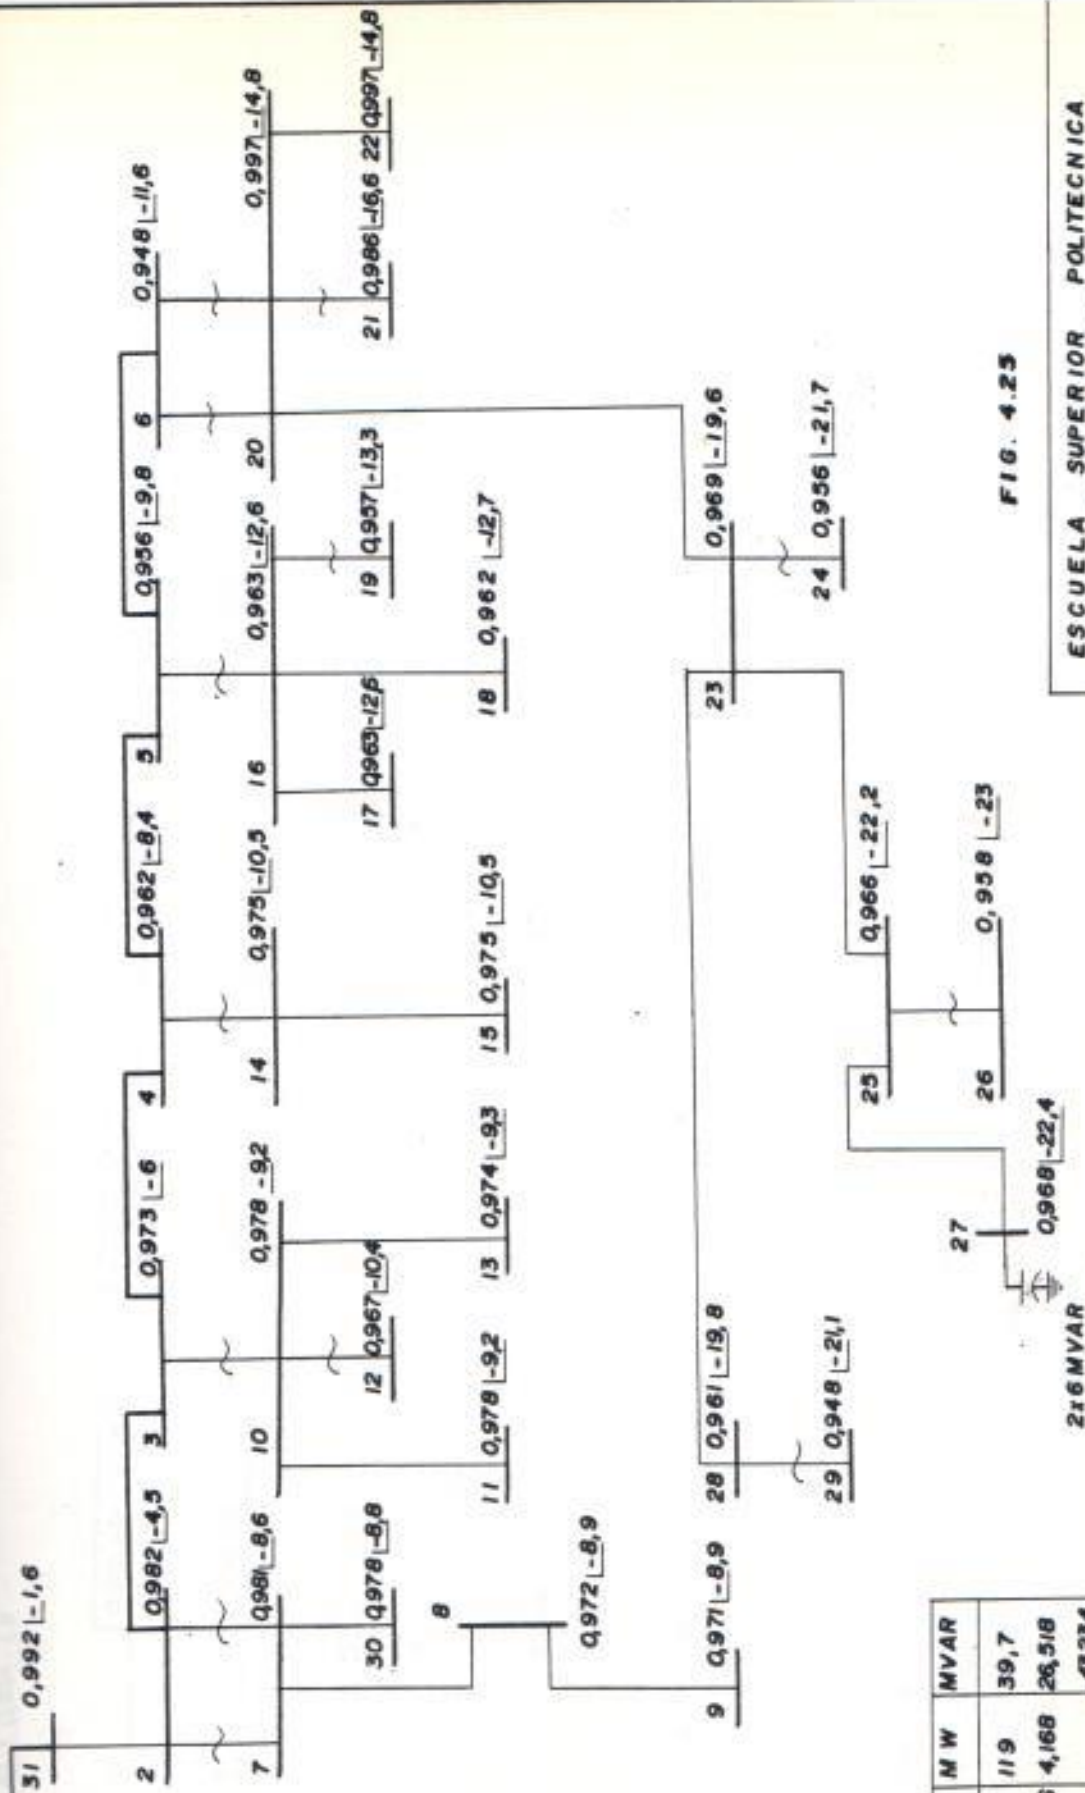 31 0,992 |-1,6
2 0,982 |-4,5
3 0,973 |-6
4 0,962 |-8,4
5 0,956 |-9,8
6 0,948 |-11,6
7 0,981 |-8,6
10 0,978 -9,2
14 0,975 |-10,5
16 0,963 |-12,6
20 0,997 |-14,8
30 0,978 |-8,8
12 0,967 |-10,4
17 0,963 |-12,6
19 0,957 |-13,3
21 0,986 |-16,6
22 0,997 |-14,8
8 0,972 |-8,9
11 0,978 |-9,2
13 0,974 |-9,3
15 0,975 |-10,5
18 0,962 |-12,7
9 0,971 |-8,9
28 0,961 |-19,8
23 0,969 |-19,6
29 0,948 |-21,1
24 0,956 |-21,7
25 0,966 |-22,2
26 0,958 |-23
27 0,968 |-22,4
2x6 MVAR
FIG. 4.25
MW MVAR
119 39,7
4,168 26,518
ESCUELA SUPERIOR POLITECNICA